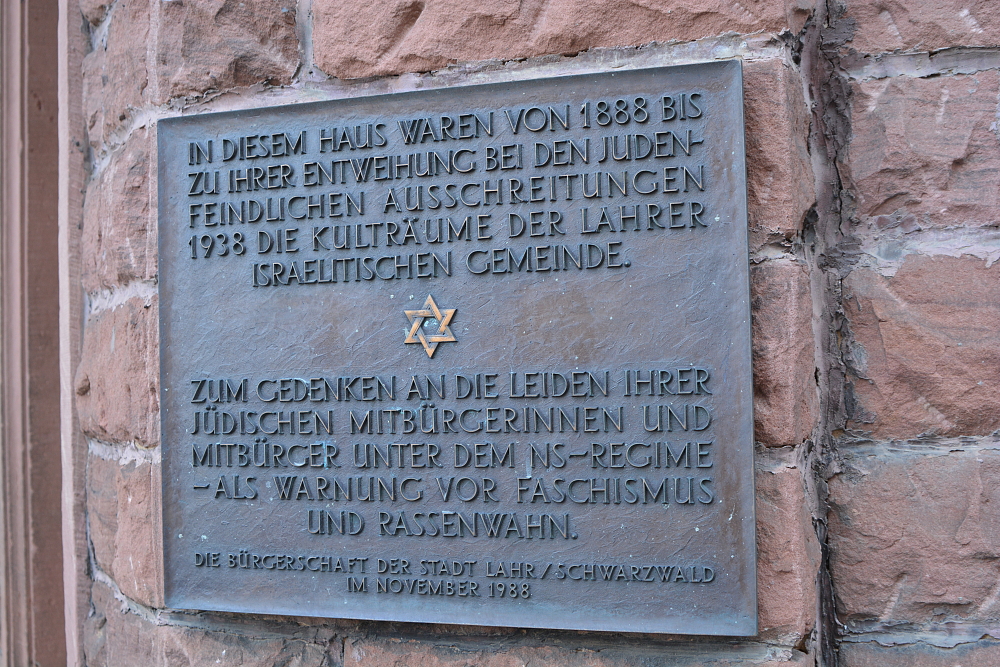 IN DIESEM HAUS WAREN VON 1888 BIS
ZU IHRER ENTWEIHUNG BEI DEN JUDEN-
FEINDLICHEN AUSSCHREITUNGEN
1938 DIE KULTRÄUME DER LAHRER
ISRAELITISCHEN GEMEINDE.
ZUM GEDENKEN AN DIE LEIDEN IHRER
JÜDISCHEN MITBÜRGERINNEN UND
MITBÜRGER UNTER DEM NS-REGIME
-ALS WARNUNG VOR FASCHISMUS
UND RASSENWAHN.
DIE BÜRGERSCHAFT DER STADT LAHR/SCHWARZWALD
IM NOVEMBER 1988